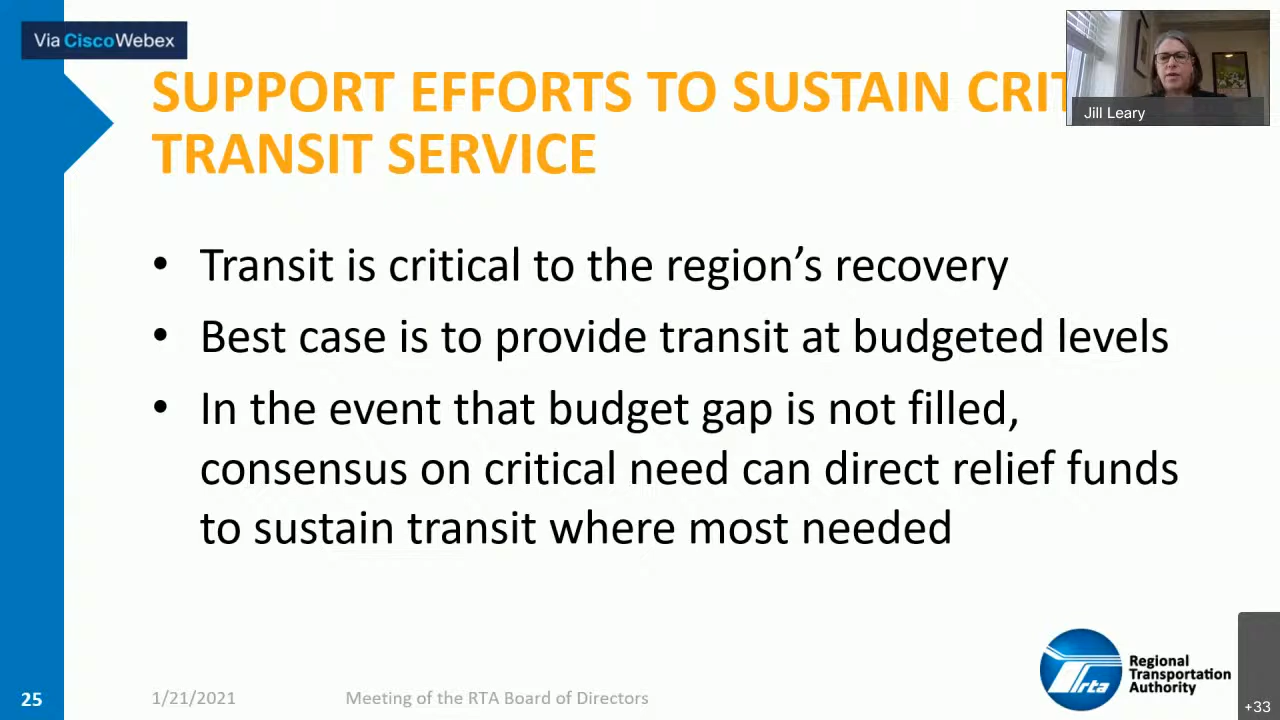 Via CiscoWebex
SUPPORT EFFORTS TO SUSTAIN CRIT
TRANSIT SERVICE
Jill Leary
• Transit is critical to the region’s recovery
• Best case is to provide transit at budgeted levels
• In the event that budget gap is not filled,
consensus on critical need can direct relief funds
to sustain transit where most needed
25
1/21/2021
Meeting of the RTA Board of Directors
rta
Regional
Transportation
Authority
+33